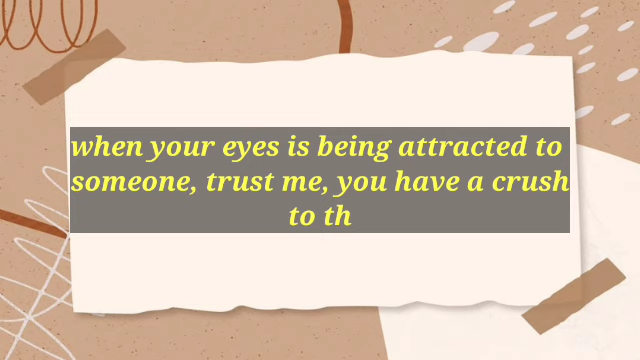 when your eyes is being attracted to
someone, trust me, you have a crush
to th